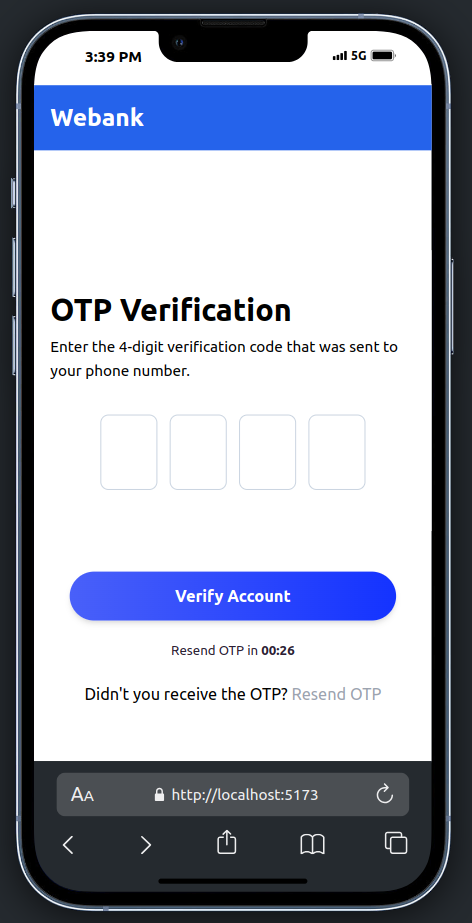 3:39 PM 5G
Webank
OTP Verification
Enter the 4-digit verification code that was sent to
your phone number.
Verify Account
Resend OTP in 00:26
Didn't you receive the OTP? Resend OTP
AA http://localhost:5173